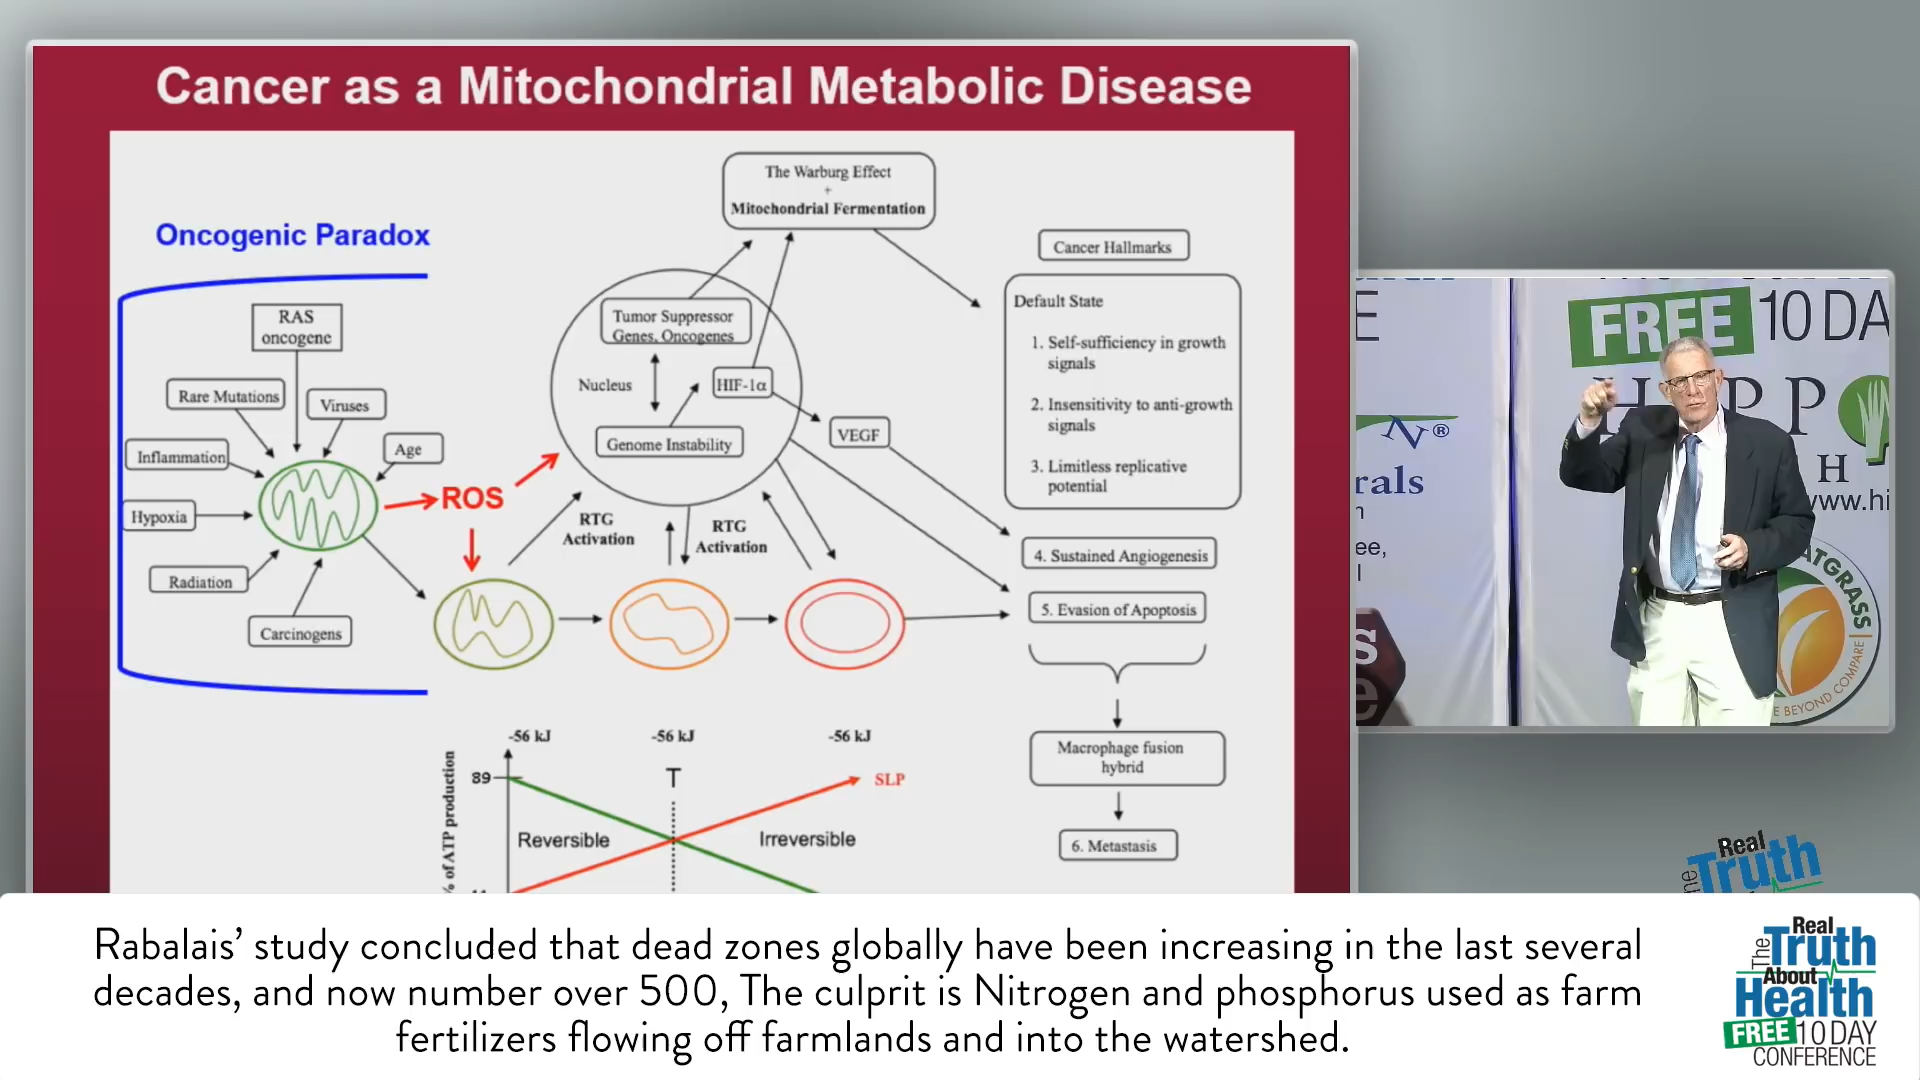 Cancer as a Mitochondrial Metabolic Disease
The Warburg Effect
+
Mitochondrial Fermentation
Oncogenic Paradox
Cancer Hallmarks
RAS
oncogene
Rare Mutations
Viruses
Age
Inflammation
Hypoxia
Radiation
Carcinogens
ROS
Tumor Suppressor
Genes, Oncogenes
Nucleus
HIF-1α
Genome Instability
VEGF
RTG
Activation
RTG
Activation
Default State
1. Self-sufficiency in growth
signals
2. Insensitivity to anti-growth
signals
3. Limitless replicative
potential
4. Sustained Angiogenesis
5. Evasion of Apoptosis
Macrophage fusion
hybrid
6. Metastasis
-56 kJ
-56 kJ
-56 kJ
% of ATP production
89
T
SLP
Reversible
Irreversible
E
FREE 10 DA
H PP
N®
H
rals
www.hi
ee,
ATGRASS
E BEYOND COMPARE
s
e
Real
Truth
Rabalais’ study concluded that dead zones globally have been increasing in the last several
decades, and now number over 500, The culprit is Nitrogen and phosphorus used as farm
fertilizers flowing off farmlands and into the watershed.
The Real
Truth
About
Health
FREE 10 DAY
CONFERENCE